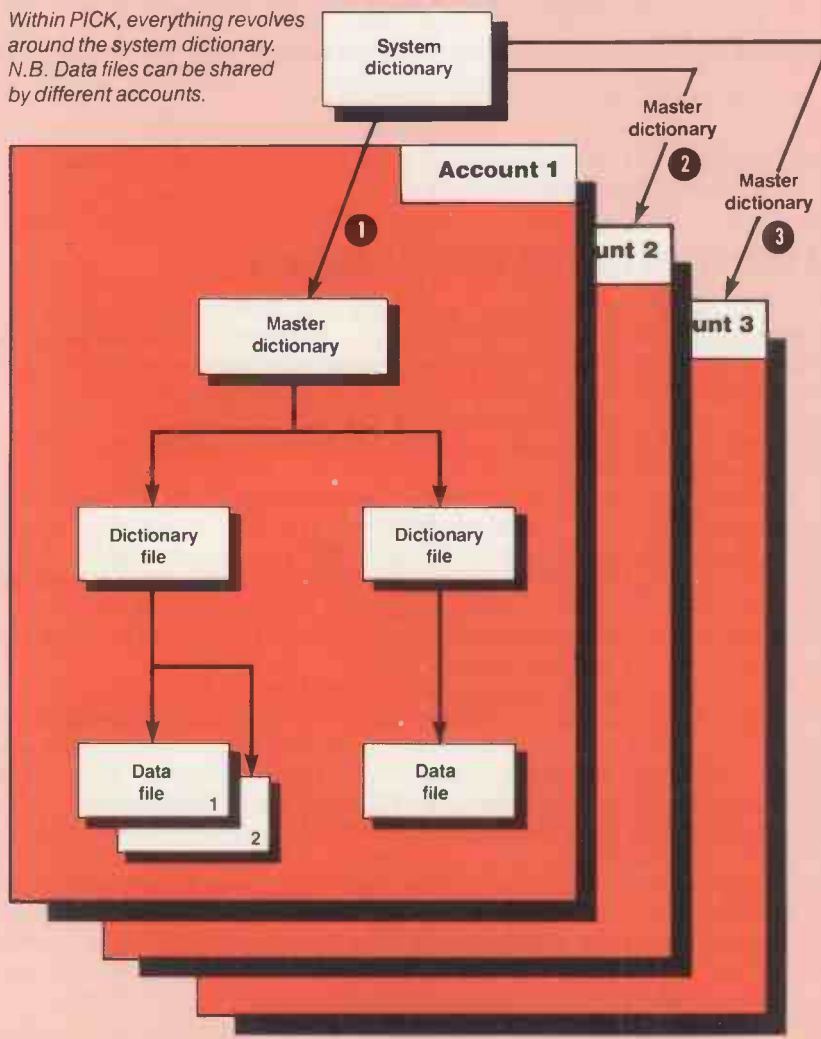 Within PICK, everything revolves
around the system dictionary.
N.B. Data files can be shared
by different accounts.
System
dictionary
Master
dictionary
2
Master
dictionary
3
Account 1
1
unt 2
unt 3
Master
dictionary
Dictionary
file
Dictionary
file
Data
file
1
2
Data
file